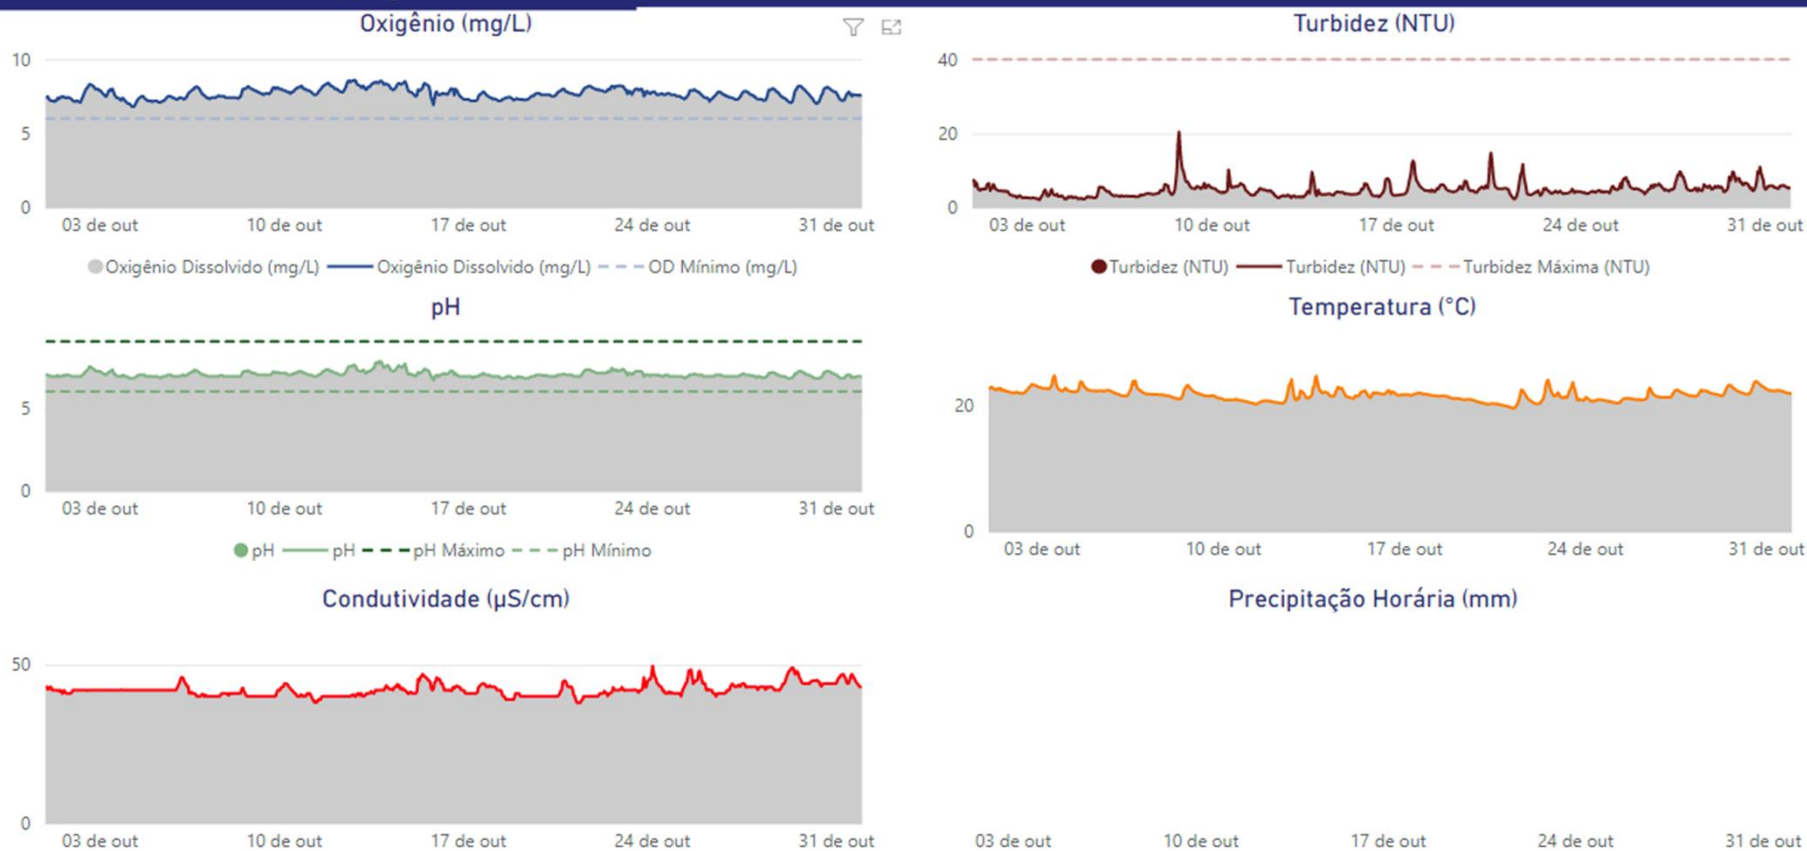 Oxigênio (mg/L)
10
5
0
03 de out 10 de out 17 de out 24 de out 31 de out
Oxigênio Dissolvido (mg/L) Oxigênio Dissolvido (mg/L) OD Mínimo (mg/L)
Turbidez (NTU)
40
20
0
03 de out 10 de out 17 de out 24 de out 31 de out
Turbidez (NTU) Turbidez (NTU) Turbidez Máxima (NTU)
pH
5
0
03 de out 10 de out 17 de out 24 de out 31 de out
pH pH pH Máximo pH Mínimo
Temperatura (°C)
20
0
03 de out 10 de out 17 de out 24 de out 31 de out
Condutividade (µS/cm)
50
0
03 de out 10 de out 17 de out 24 de out 31 de out
Precipitação Horária (mm)
03 de out 10 de out 17 de out 24 de out 31 de out